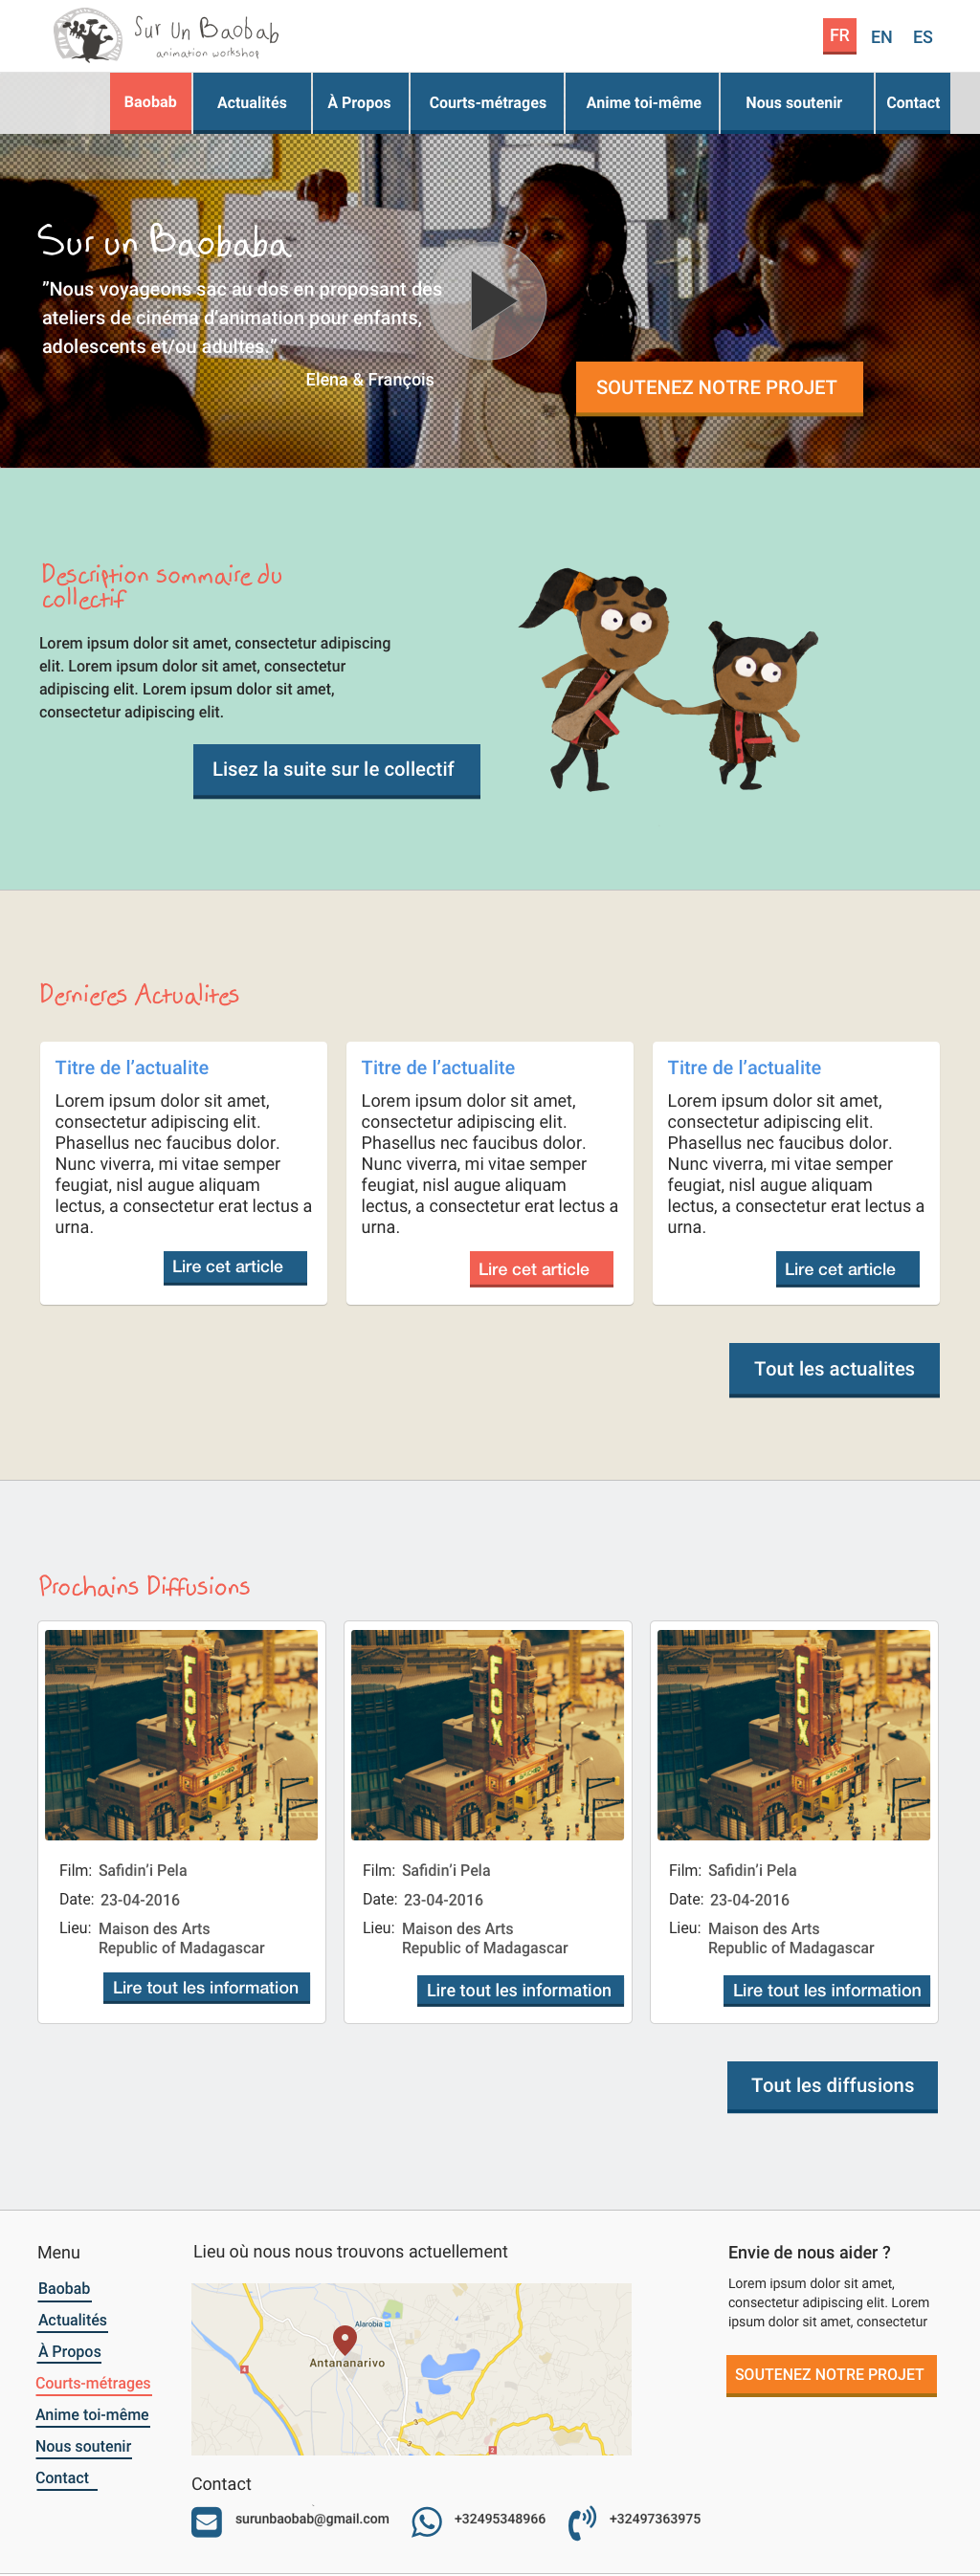 Sur Un Baobab
animation workshop
FR EN ES
Baobab Actualités À Propos Courts-métrages Anime toi-même Nous soutenir Contact
Sur un Baobaba
”Nous voyageons sac au dos en proposant des
ateliers de cinéma d’animation pour enfants,
adolescents et/ou adultes.”
Elena & François
SOUTENEZ NOTRE PROJET
Description sommaire du
collectif
Lorem ipsum dolor sit amet, consectetur adipiscing
elit. Lorem ipsum dolor sit amet, consectetur
adipiscing elit. Lorem ipsum dolor sit amet,
consectetur adipiscing elit.
Lisez la suite sur le collectif
Dernieres Actualites
Titre de l’actualite
Lorem ipsum dolor sit amet,
consectetur adipiscing elit.
Phasellus nec faucibus dolor.
Nunc viverra, mi vitae semper
feugiat, nisl augue aliquam
lectus, a consectetur erat lectus a
urna.
Lire cet article
Titre de l’actualite
Lorem ipsum dolor sit amet,
consectetur adipiscing elit.
Phasellus nec faucibus dolor.
Nunc viverra, mi vitae semper
feugiat, nisl augue aliquam
lectus, a consectetur erat lectus a
urna.
Lire cet article
Titre de l’actualite
Lorem ipsum dolor sit amet,
consectetur adipiscing elit.
Phasellus nec faucibus dolor.
Nunc viverra, mi vitae semper
feugiat, nisl augue aliquam
lectus, a consectetur erat lectus a
urna.
Lire cet article
Tout les actualites
Prochains Diffusions
FOX
Film: Safidin’i Pela
Date: 23-04-2016
Lieu: Maison des Arts
Republic of Madagascar
Lire tout les information
FOX
Film: Safidin’i Pela
Date: 23-04-2016
Lieu: Maison des Arts
Republic of Madagascar
Lire tout les information
FOX
Film: Safidin’i Pela
Date: 23-04-2016
Lieu: Maison des Arts
Republic of Madagascar
Lire tout les information
Tout les diffusions
Menu
Baobab
Actualités
À Propos
Courts-métrages
Anime toi-même
Nous soutenir
Contact
Lieu où nous nous trouvons actuellement
Alarobia
Antananarivo
4
3
3
2
Contact
surunbaobab@gmail.com +32495348966 +32497363975
Envie de nous aider ?
Lorem ipsum dolor sit amet,
consectetur adipiscing elit. Lorem
ipsum dolor sit amet, consectetur
SOUTENEZ NOTRE PROJET